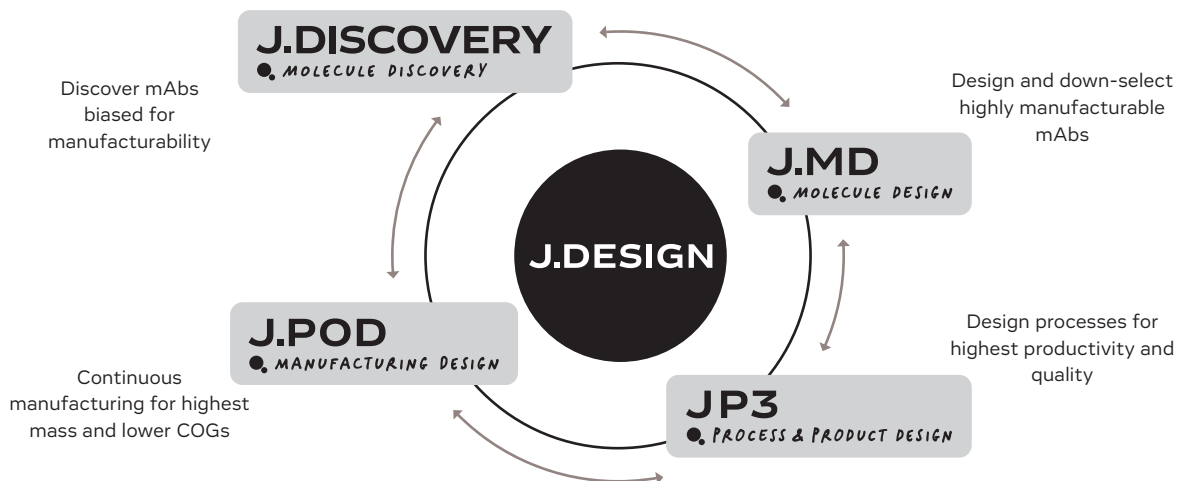 J.DISCOVERY
MOLECULE DISCOVERY
Discover mAbs
biased for
manufacturability
Design and down-select
highly manufacturable
mAbs
J.MD
MOLECULE DESIGN
J.DESIGN
J.POD
MANUFACTURING DESIGN
Design processes for
highest productivity and
quality
Continuous
manufacturing for highest
mass and lower COGs
JP3
PROCESS & PRODUCT DESIGN